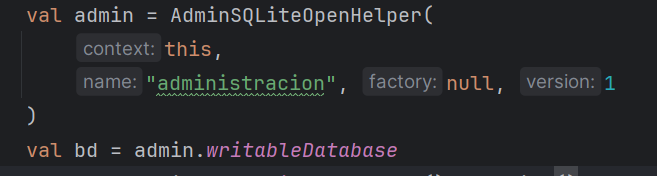 val admin = AdminSQLiteOpenHelper(
context: this,
name: "administracion", factory: null, version: 1
)
val bd = admin.writableDatabase